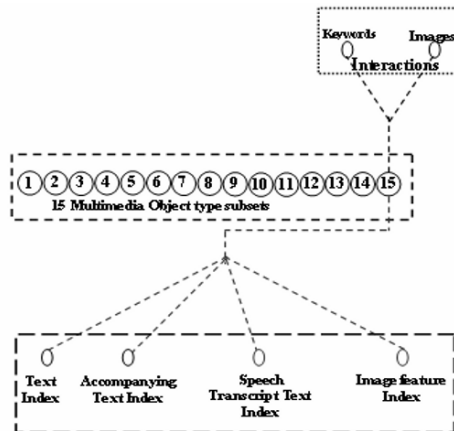 Keywords Images
Interactions
1 2 3 4 5 6 7 8 9 10 11 12 13 14 15
15 Multimedia Object type subsets
Text
Index
Accompanying
Text Index
Speech
Transcript Text
Index
Image feature
Index